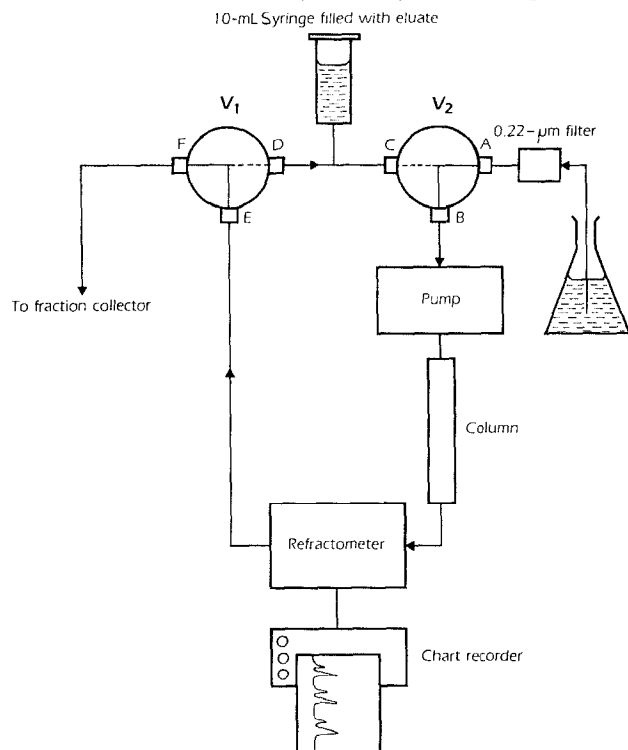 10-mL Syringe filled with eluate
V1
V2
F
D
C
A
0.22-μm filter
E
B
To fraction collector
Pump
Column
Refractometer
Chart recorder